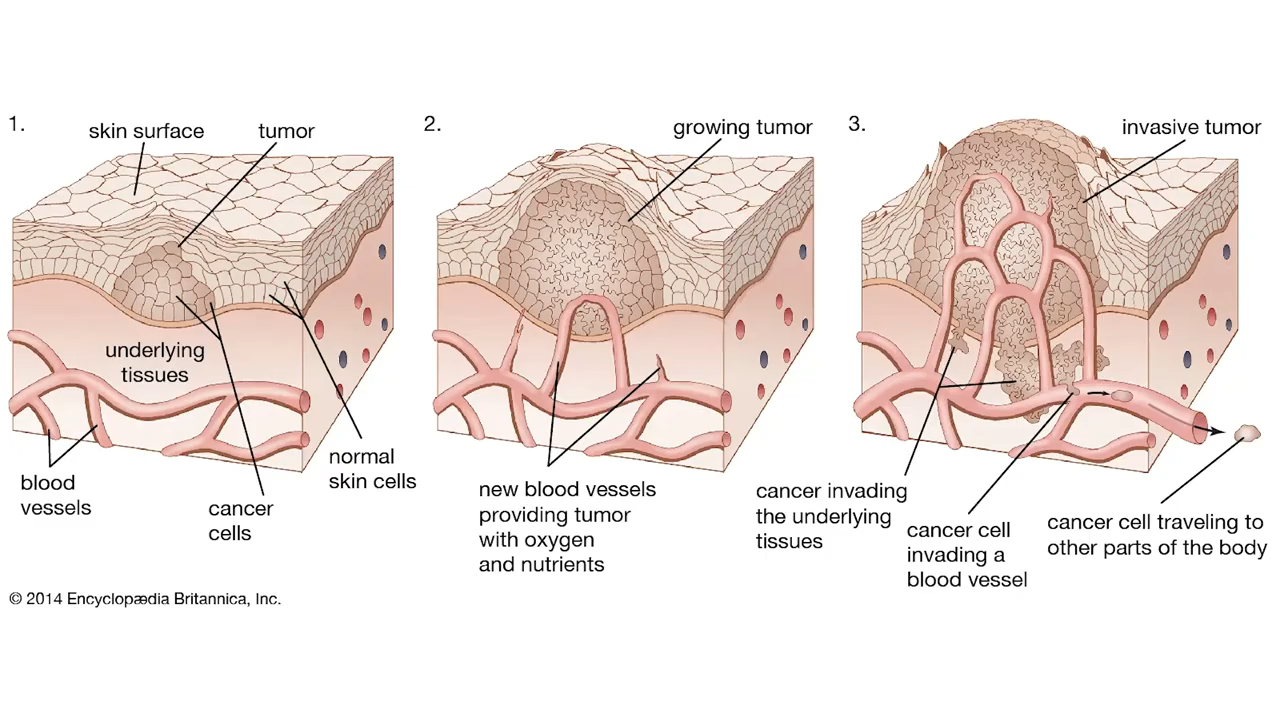 1.
skin surface
tumor
underlying
tissues
blood
vessels
cancer
cells
normal
skin cells
2.
growing tumor
new blood vessels
providing tumor
with oxygen
and nutrients
3.
invasive tumor
cancer invading
the underlying
tissues
cancer cell
invading a
blood vessel
cancer cell traveling to
other parts of the body
© 2014 Encyclopædia Britannica, Inc.